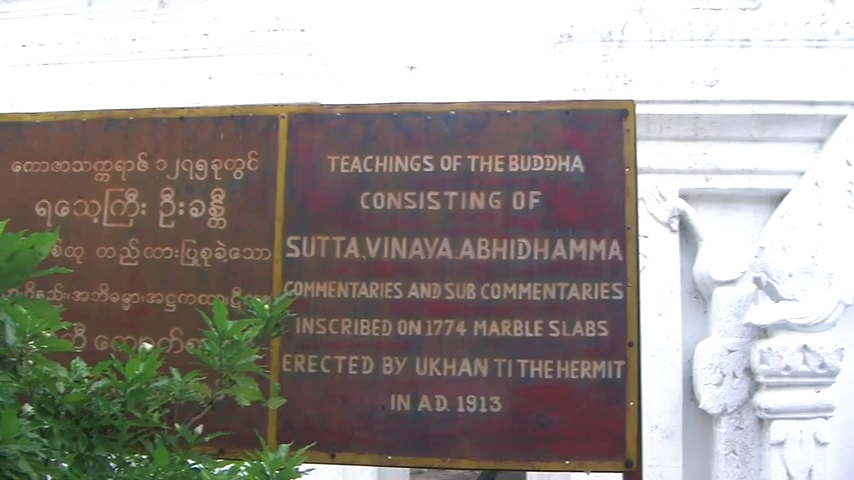 ကောဇာသက္ကရာဇ် ၁၂၇၅ခုတွင်
ရသေ့ကြီး ဦးခန္တီ
တည်ထားပြုစုခဲ့သော
TEACHINGS OF THE BUDDHA
CONSISTING OF
SUTTA.VINAYA.ABHIDHAMMA
COMMENTARIES AND SUB COMMENTARIES
INSCRIBED ON 1774 MARBLE SLABS
ERECTED BY UKHAN TI THE HERMIT
IN A.D. 1913